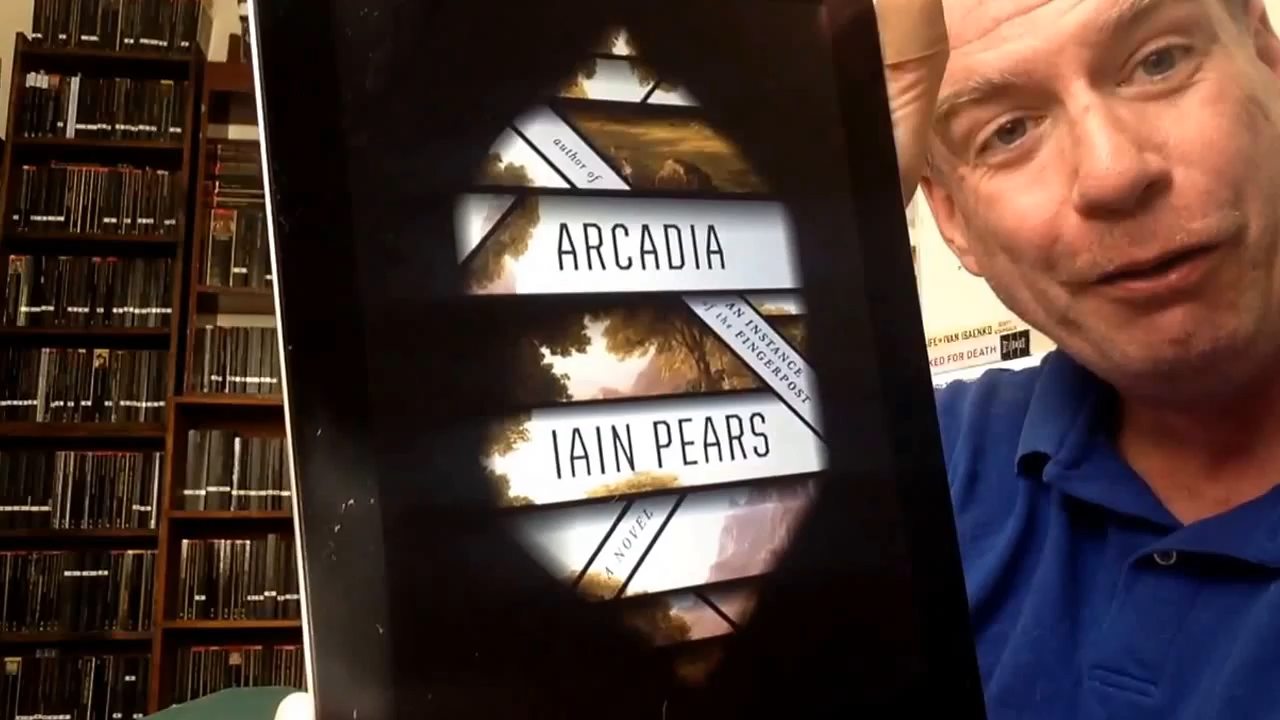 author of
ARCADIA
AN INSTANCE
of the FINGERPOST
IAIN PEARS
A NOVEL
IVAN ISAENKO
KED FOR DEATH